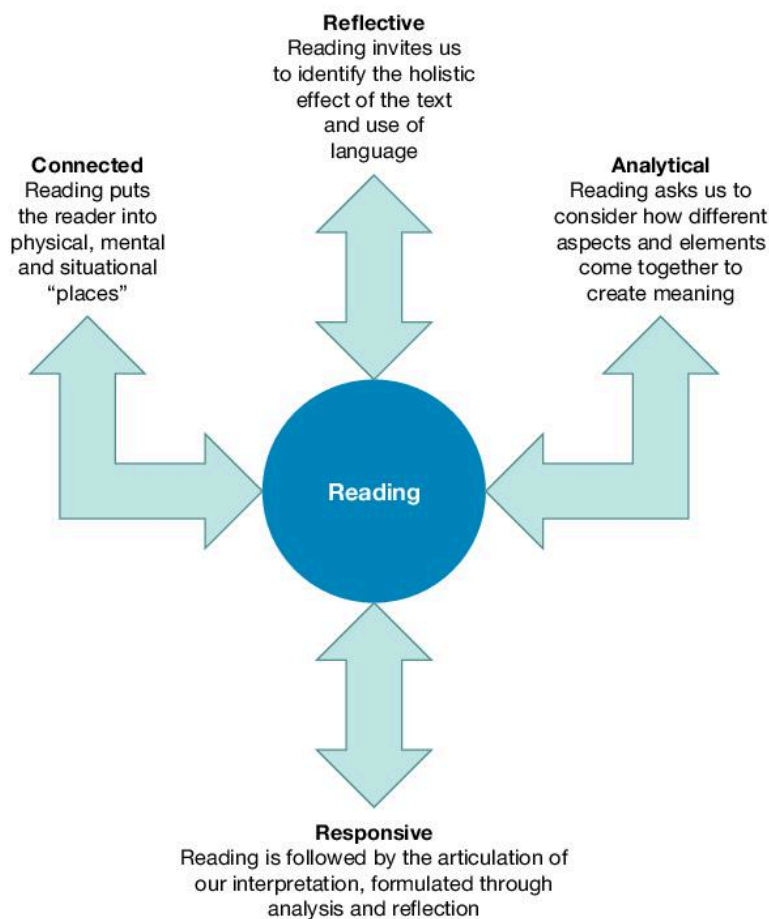 Reflective
Reading invites us
to identify the holistic
effect of the text
and use of
language
Connected
Reading puts
the reader into
physical, mental
and situational
“places”
Analytical
Reading asks us to
consider how different
aspects and elements
come together to
create meaning
Reading
Responsive
Reading is followed by the articulation of
our interpretation, formulated through
analysis and reflection